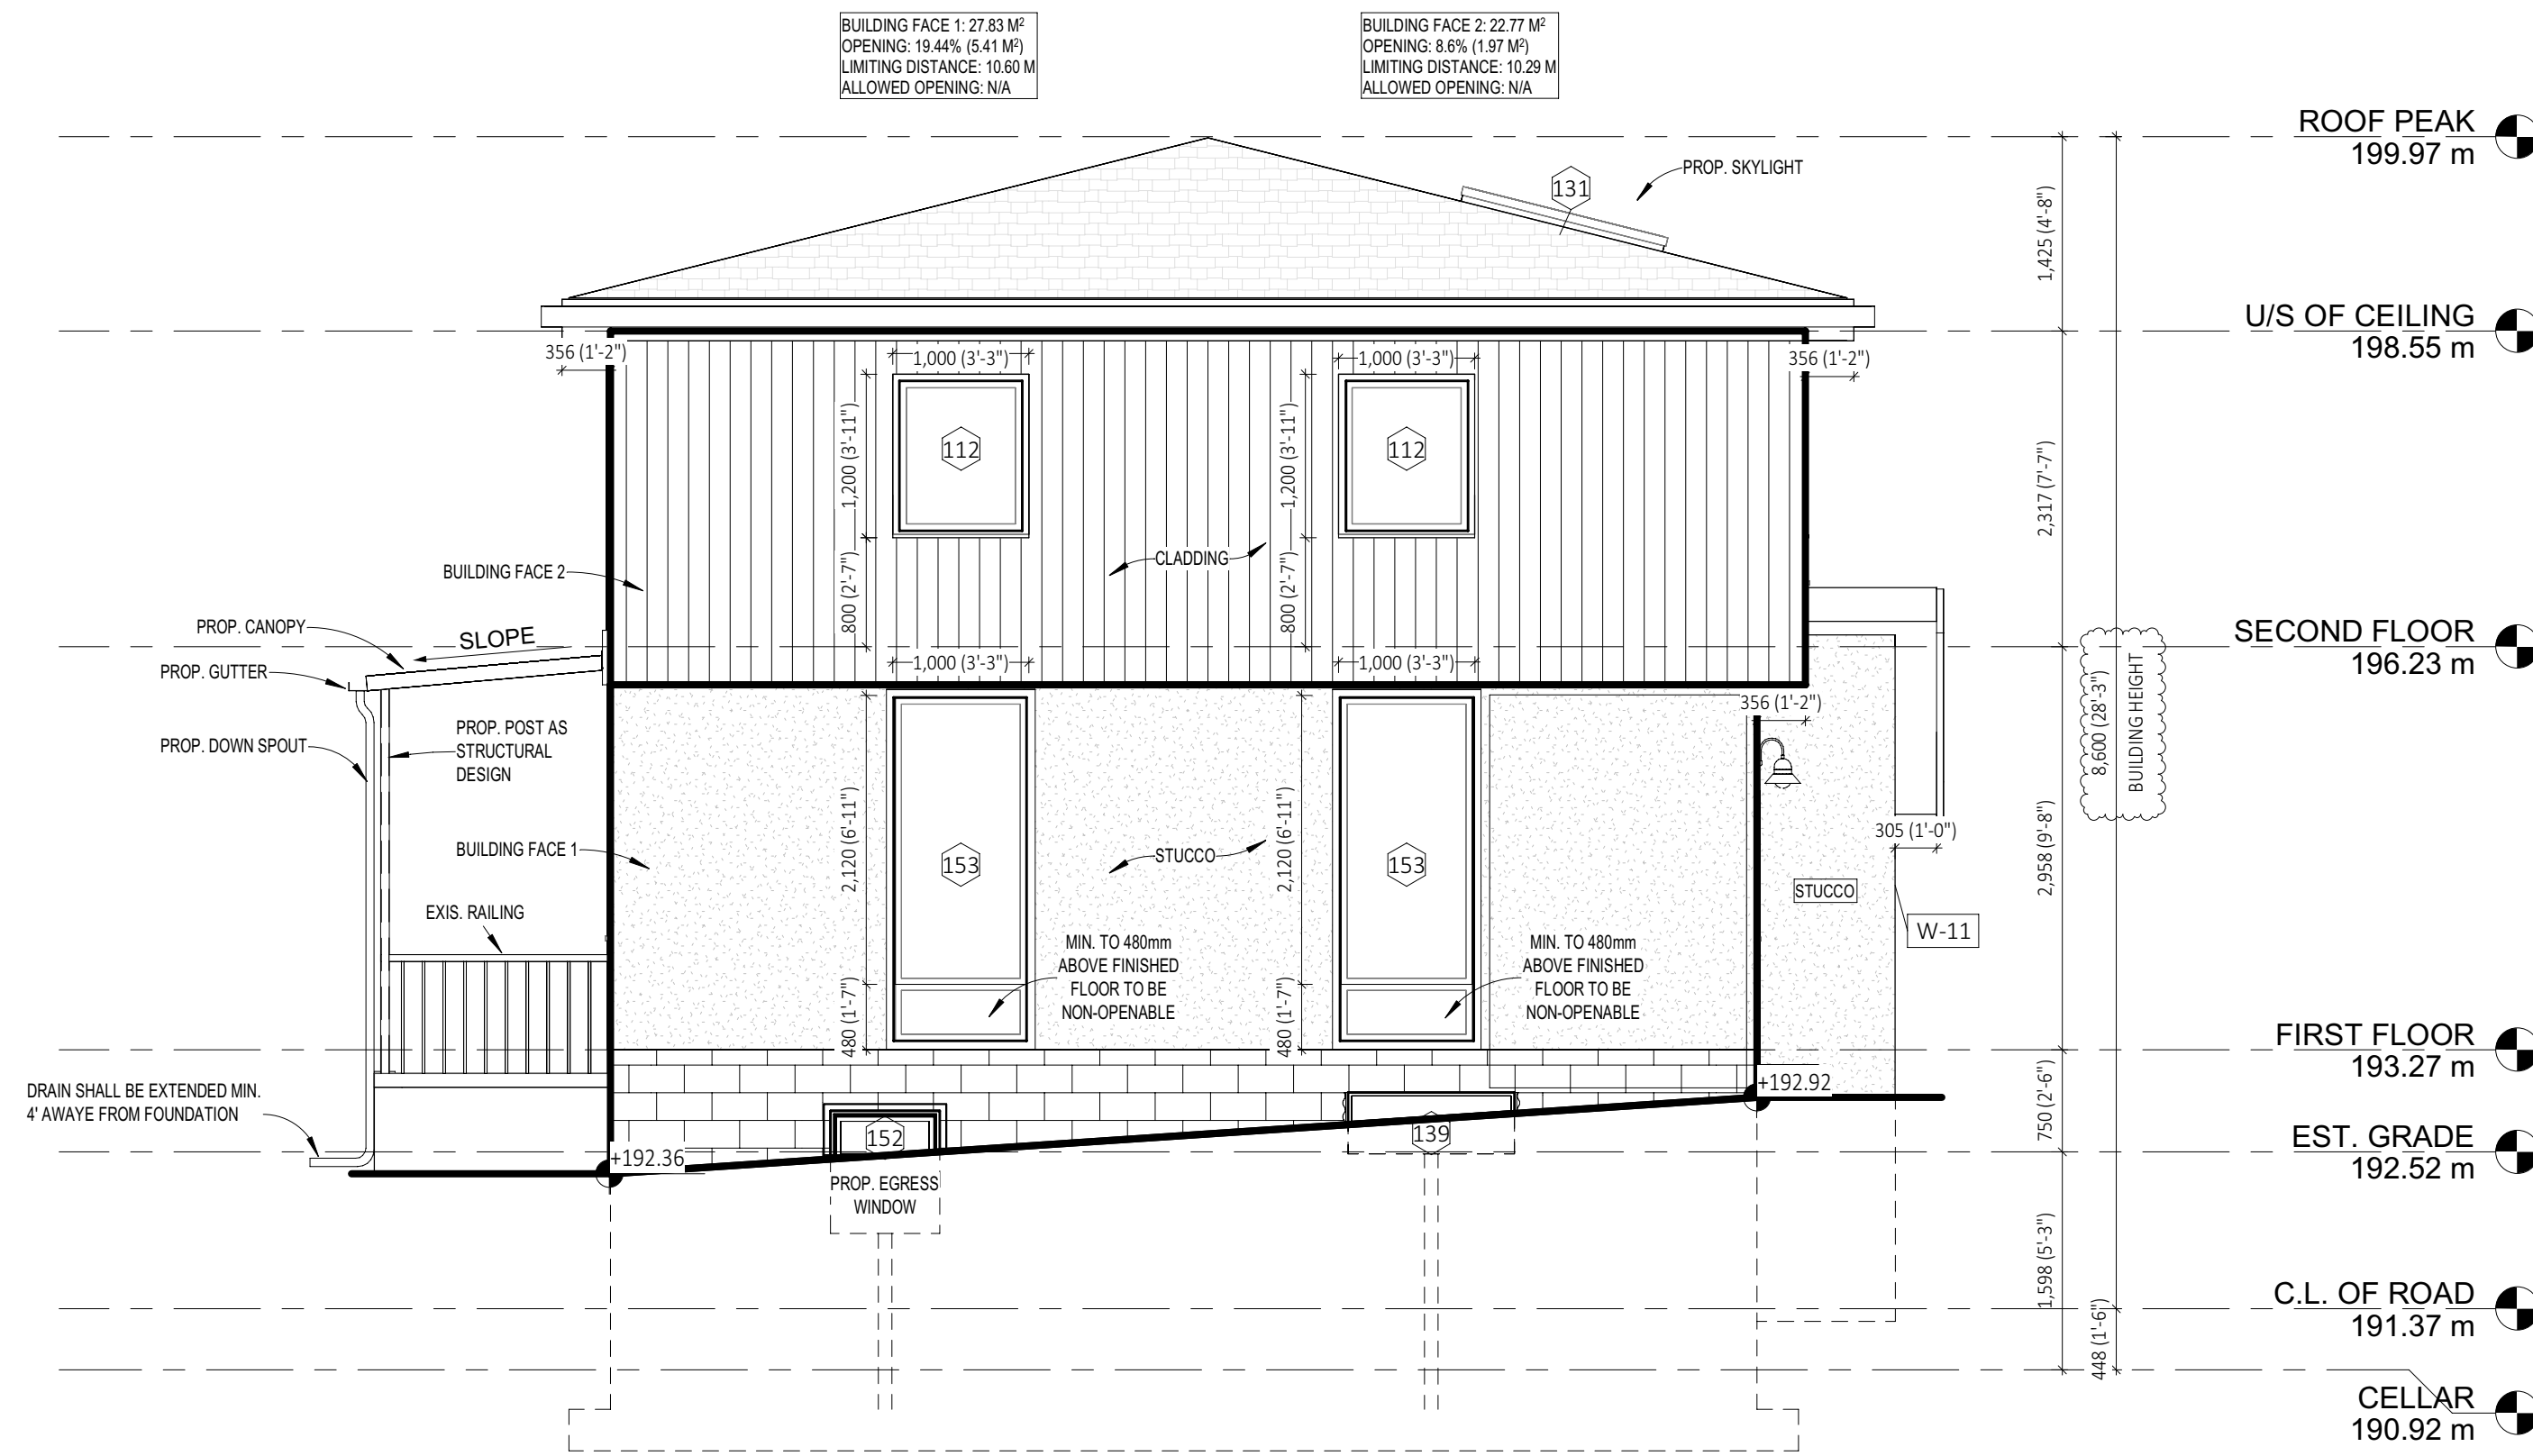 BUILDING FACE 1: 27.83 M²
OPENING: 19.44% (5.41 M²)
LIMITING DISTANCE: 10.60 M
ALLOWED OPENING: N/A
BUILDING FACE 2: 22.77 M²
OPENING: 8.6% (1.97 M²)
LIMITING DISTANCE: 10.29 M
ALLOWED OPENING: N/A
ROOF PEAK
199.97 m
131
PROP. SKYLIGHT
1,425 (4'-8")
U/S OF CEILING
198.55 m
356 (1'-2")
1,000 (3'-3")
1,000 (3'-3")
356 (1'-2")
1,200 (3'-11")
112
1,200 (3'-11")
112
2,317 (7'-7")
BUILDING FACE 2
800 (2'-7")
CLADDING
800 (2'-7")
PROP. CANOPY
SLOPE
SECOND FLOOR
196.23 m
PROP. GUTTER
1,000 (3'-3")
1,000 (3'-3")
356 (1'-2")
8,600 (28'-3")
BUILDING HEIGHT
PROP. DOWN SPOUT
PROP. POST AS
STRUCTURAL
DESIGN
2,120 (6'-11")
2,120 (6'-11")
305 (1'-0")
2,958 (9'-8")
BUILDING FACE 1
153
STUCCO
153
STUCCO
EXIS. RAILING
W-11
MIN. TO 480mm
ABOVE FINISHED
FLOOR TO BE
NON-OPENABLE
MIN. TO 480mm
ABOVE FINISHED
FLOOR TO BE
NON-OPENABLE
480 (1'-7")
480 (1'-7")
FIRST FLOOR
193.27 m
DRAIN SHALL BE EXTENDED MIN.
4' AWAYE FROM FOUNDATION
+192.92
750 (2'-6")
152
139
EST. GRADE
192.52 m
+192.36
PROP. EGRESS
WINDOW
1,598 (5'-3")
C.L. OF ROAD
191.37 m
448 (1'-6")
CELLAR
190.92 m